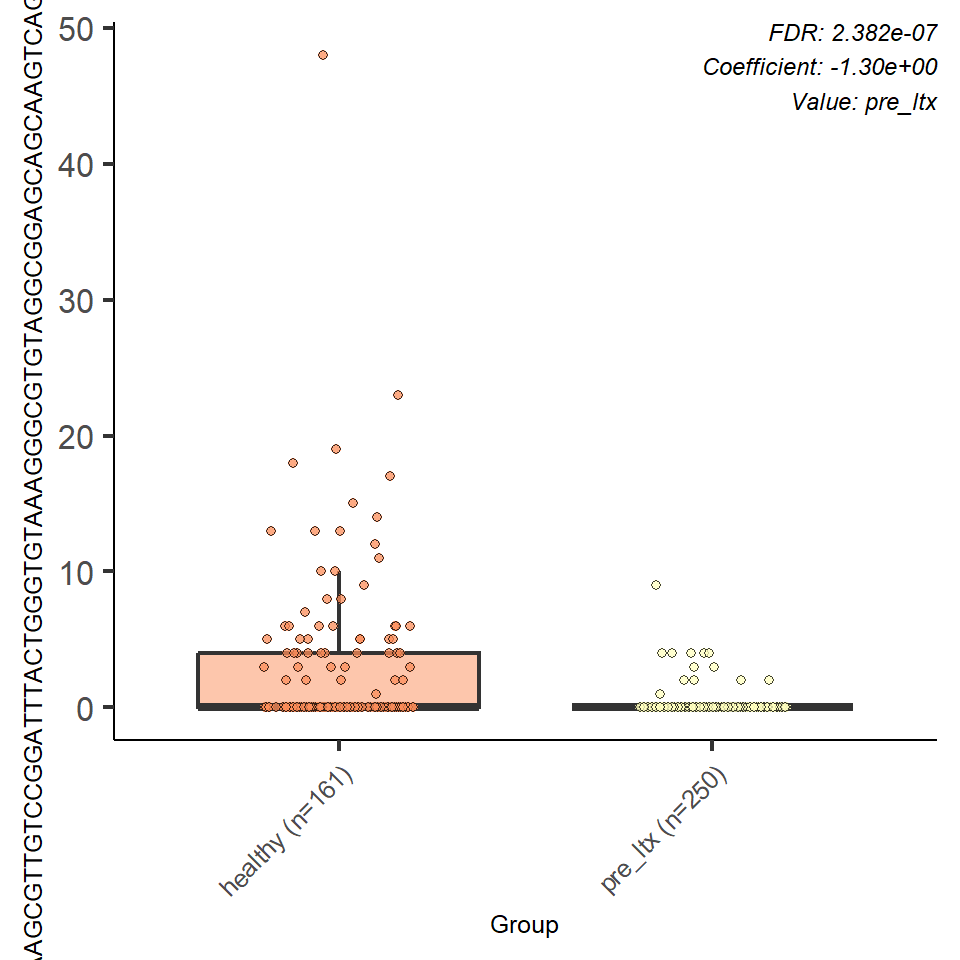 FDR: 2.382e-07
Coefficient: -1.30e+00
Value: pre_ltx
50
40
30
20
10
0
AAGCGTTGTCCGGATTTACTGGGTGTAAAGGGCGTGTAGGCGGAGCAGCAAGTCAG
healthy (n=161)
pre_ltx (n=250)
Group